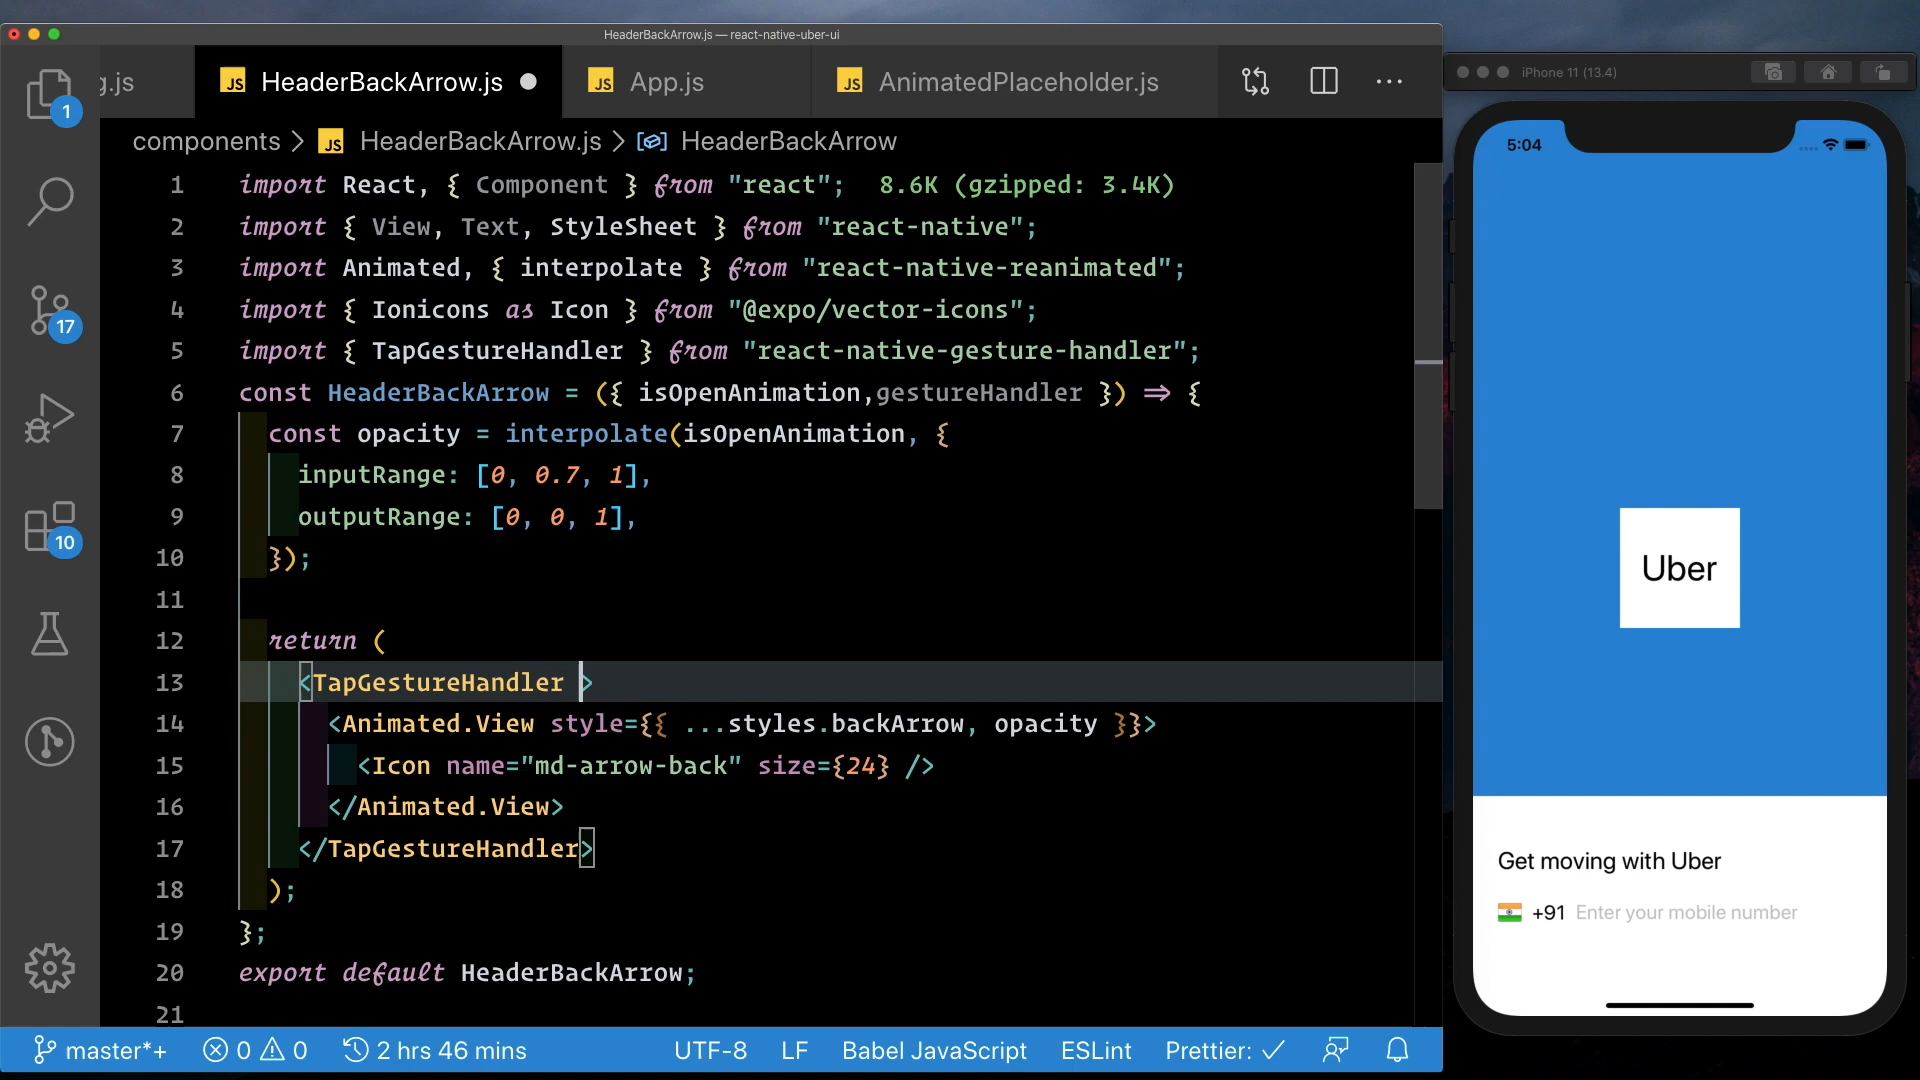 HeaderBackArrow.js — react-native-uber-ui
g.js
JS HeaderBackArrow.js
JS App.js
JS AnimatedPlaceholder.js
components > JS HeaderBackArrow.js > HeaderBackArrow
1 import React, { Component } from "react"; 8.6K (gzipped: 3.4K)
2 import { View, Text, StyleSheet } from "react-native";
3 import Animated, { interpolate } from "react-native-reanimated";
4 import { Ionicons as Icon } from "@expo/vector-icons";
5 import { TapGestureHandler } from "react-native-gesture-handler";
6 const HeaderBackArrow = ({ isOpenAnimation,gestureHandler }) => {
7 const opacity = interpolate(isOpenAnimation, {
8 inputRange: [0, 0.7, 1],
9 outputRange: [0, 0, 1],
10 });
11
12 return (
13 <TapGestureHandler >
14 <Animated.View style={{ ...styles.backArrow, opacity }}>
15 <Icon name="md-arrow-back" size={24} />
16 </Animated.View>
17 </TapGestureHandler>
18 );
19 };
20 export default HeaderBackArrow;
21
1
17
10
master*+ 0 0 2 hrs 46 mins UTF-8 LF Babel JavaScript ESLint Prettier: ✓
iPhone 11 (13.4)
5:04
Uber
Get moving with Uber
+91 Enter your mobile number